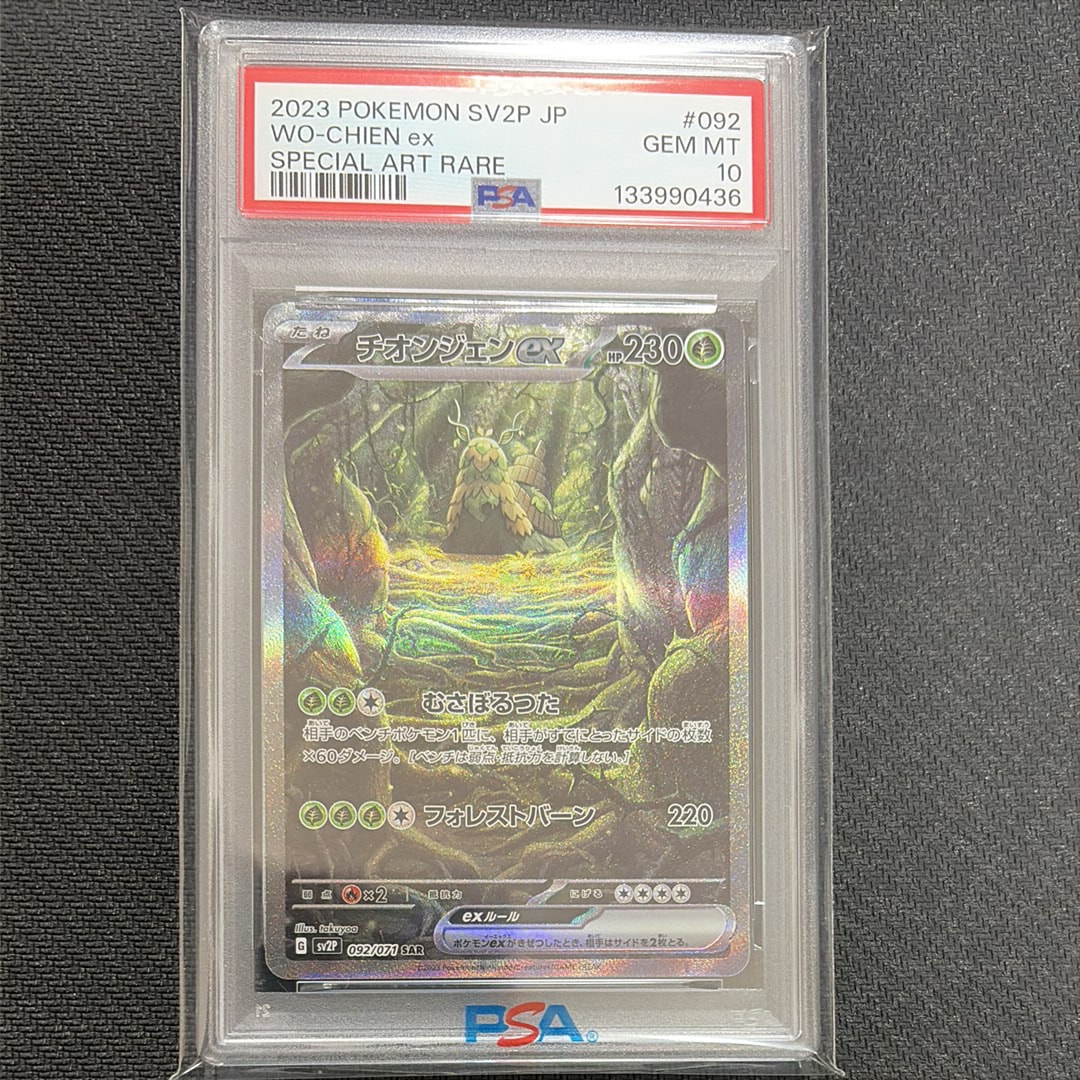 2023 POKEMON SV2P JP #092
WO-CHIEN ex GEM MT
SPECIAL ART RARE 10
PSA 133990436
たね チオンジェンex HP230
むさぼるつた
相手のベンチポケモン1匹に、相手がすでにとったサイドの枚数
×60ダメージ。[ベンチは弱点・抵抗力を計算しない。]
フォレストバーン 220
弱点 ×2 抵抗力 にげる
exルール
ポケモンexがきぜつしたとき、相手はサイドを2枚とる。
Illus. takuyoa
G sv2P 092/071 SAR
©2023 Pokémon/Nintendo/Creatures/GAME FREAK
PSA®